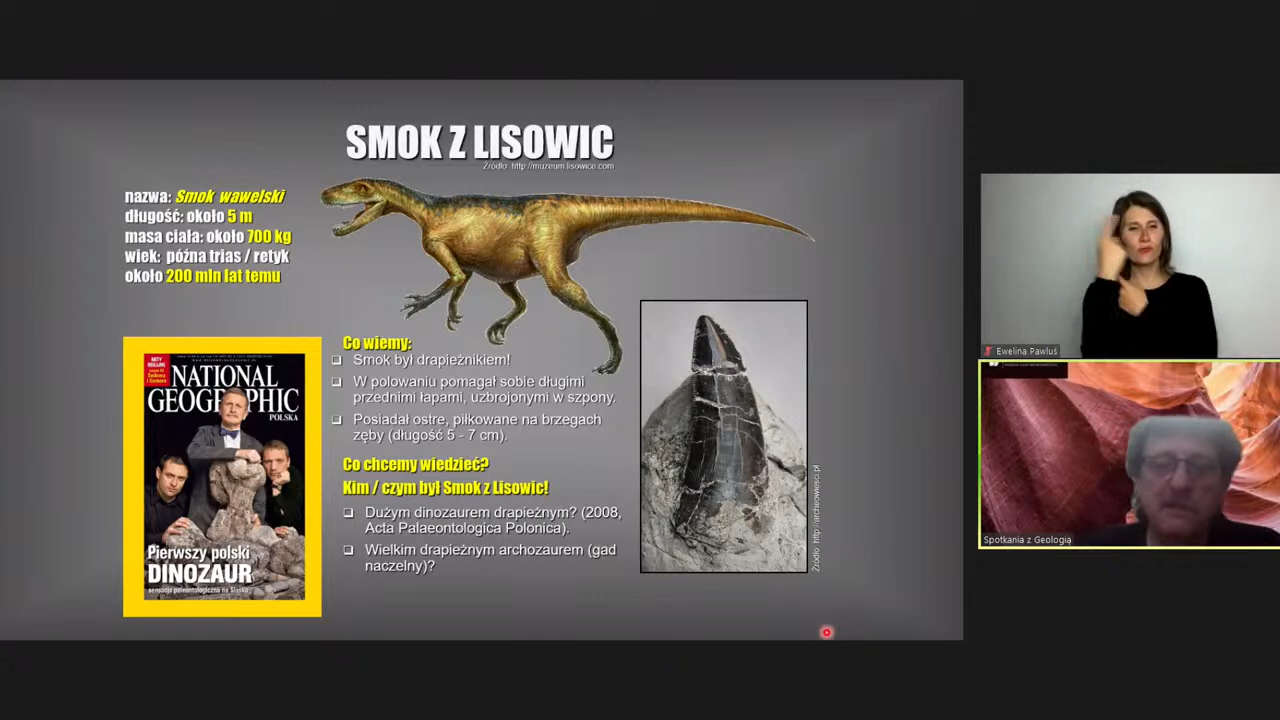 SMOK Z LISOWIC
Źródło: http://muzeum.lisowice.com
nazwa: Smok wawelski
długość: około 5 m
masa ciała: około 700 kg
wiek: późna trias / retyk
około 200 mln lat temu
NATIONAL
GEOGRAPHIC
POLSKA
Pierwszy polski
DINOZAUR
sensacja paleontologiczna na Śląsku
Co wiemy:
Smok był drapieżnikiem!
W polowaniu pomagał sobie długimi
przednimi łapami, uzbrojonymi w szpony.
Posiadał ostre, piłkowane na brzegach
zęby (długość 5 - 7 cm).
Co chcemy wiedzieć?
Kim / czym był Smok z Lisowic!
Dużym dinozaurem drapieżnym? (2008,
Acta Palaeontologica Polonica).
Wielkim drapieżnym archozaurem (gad
naczelny)?
Źródło: http://archeowiesci.pl
Ewelina Pawluś
Spotkania z Geologią